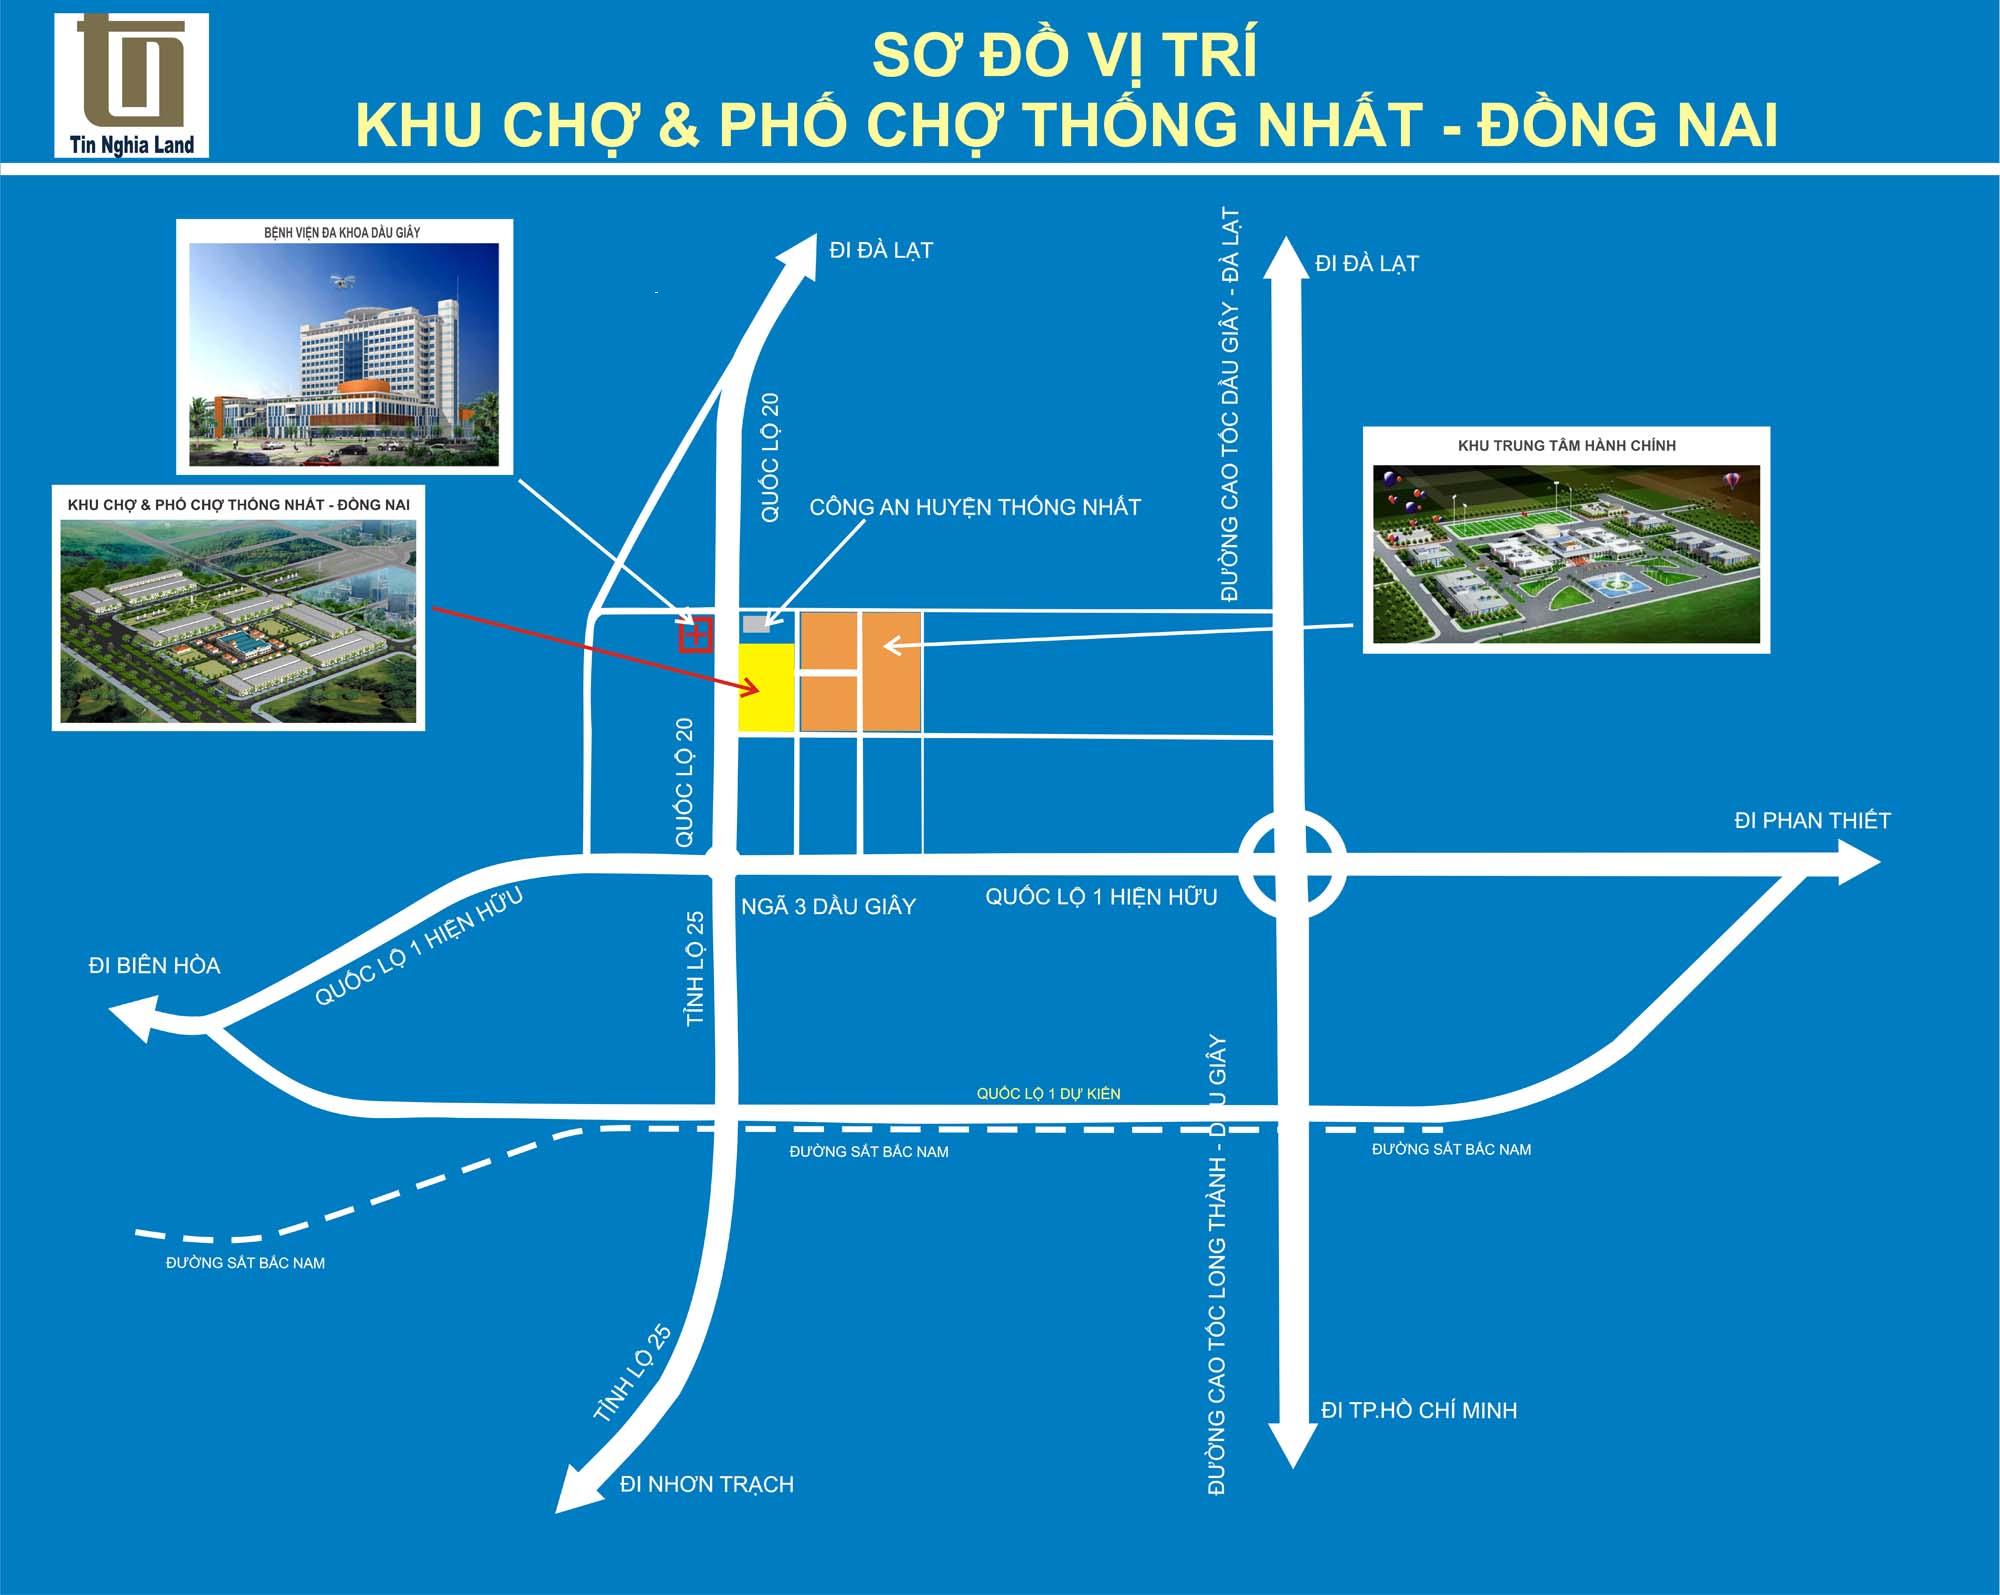 Tin Nghia Land
SƠ ĐỒ VỊ TRÍ
KHU CHỢ & PHỐ CHỢ THỐNG NHẤT - ĐỒNG NAI
BỆNH VIỆN ĐA KHOA DẦU GIÂY
ĐI ĐÀ LẠT
ĐƯỜNG CAO TỐC DẦU GIÂY - ĐÀ LẠT
ĐI ĐÀ LẠT
QUỐC LỘ 20
KHU TRUNG TÂM HÀNH CHÍNH
KHU CHỢ & PHỐ CHỢ THỐNG NHẤT - ĐỒNG NAI
CÔNG AN HUYỆN THỐNG NHẤT
QUỐC LỘ 20
ĐI PHAN THIẾT
QUỐC LỘ 1 HIỆN HỮU
NGÃ 3 DẦU GIÂY
QUỐC LỘ 1 HIỆN HỮU
ĐI BIÊN HÒA
TỈNH LỘ 25
QUỐC LỘ 1 DỰ KIẾN
ĐƯỜNG SẮT BẮC NAM
ĐƯỜNG SẮT BẮC NAM
ĐƯỜNG SẮT BẮC NAM
ĐƯỜNG CAO TỐC LONG THÀNH - DẦU GIÂY
TỈNH LỘ 25
ĐI TP.HỒ CHÍ MINH
ĐI NHƠN TRẠCH